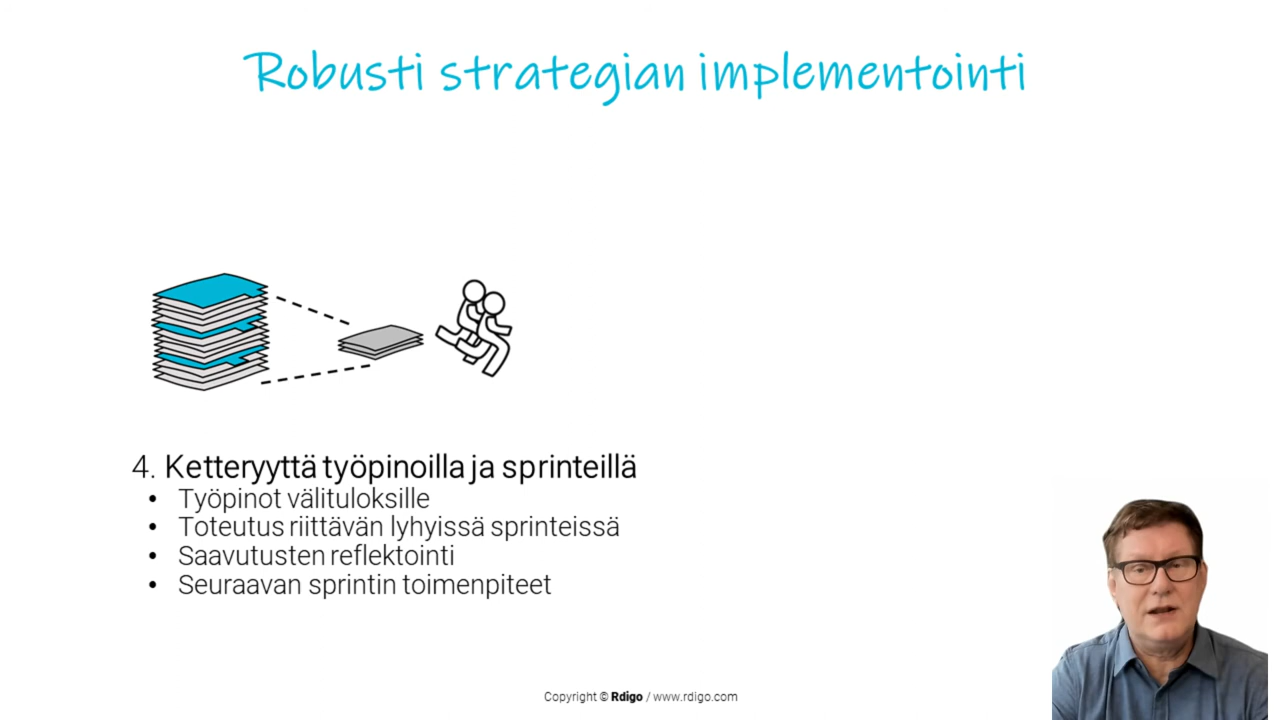 Robusti strategian implementointi
4. Ketteryyttä työpinoilla ja sprinteillä
• Työpinot välituloksille
• Toteutus riittävän lyhyissä sprinteissä
• Saavutusten reflektointi
• Seuraavan sprintin toimenpiteet
Copyright © Rdigo / www.rdigo.com